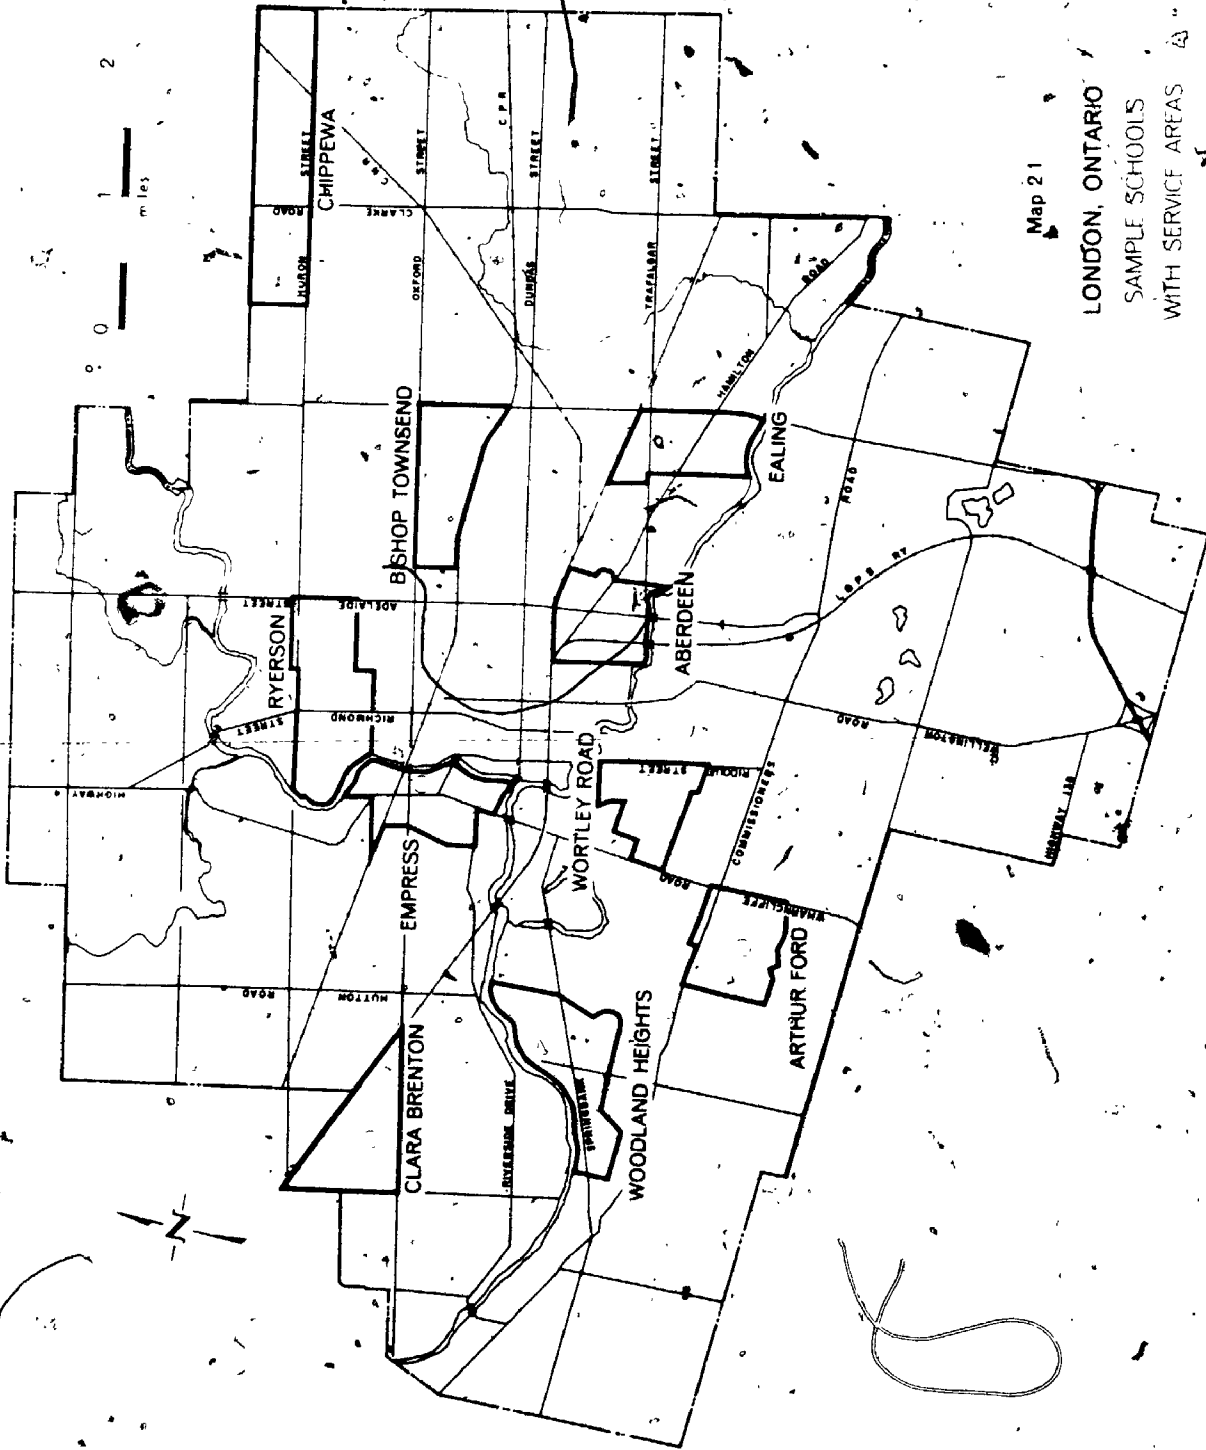 0 1 2
miles
Map 21
LONDON, ONTARIO
SAMPLE SCHOOLS
WITH SERVICE AREAS
N
CHIPPEWA
BISHOP TOWNSEND
EALING
RYERSON
ABERDEEN
EMPRESS
WORTLEY ROAD
CLARA BRENTON
WOODLAND HEIGHTS
ARTHUR FORD
HURON STREET
CLARKE ROAD
OXFORD STREET
CPR
CNR
DUNDAS STREET
TRAFALGAR STREET
HAMILTON ROAD
ADELAIDE STREET
RICHMOND STREET
HIGHWAY
HUTTON ROAD
RIVERSIDE DRIVE
SPRINGBANK
WHARNCLIFFE ROAD
RIDOUT STREET
COMMISSIONERS ROAD
WELLINGTON ROAD
L & P S RY
HIGHWAY